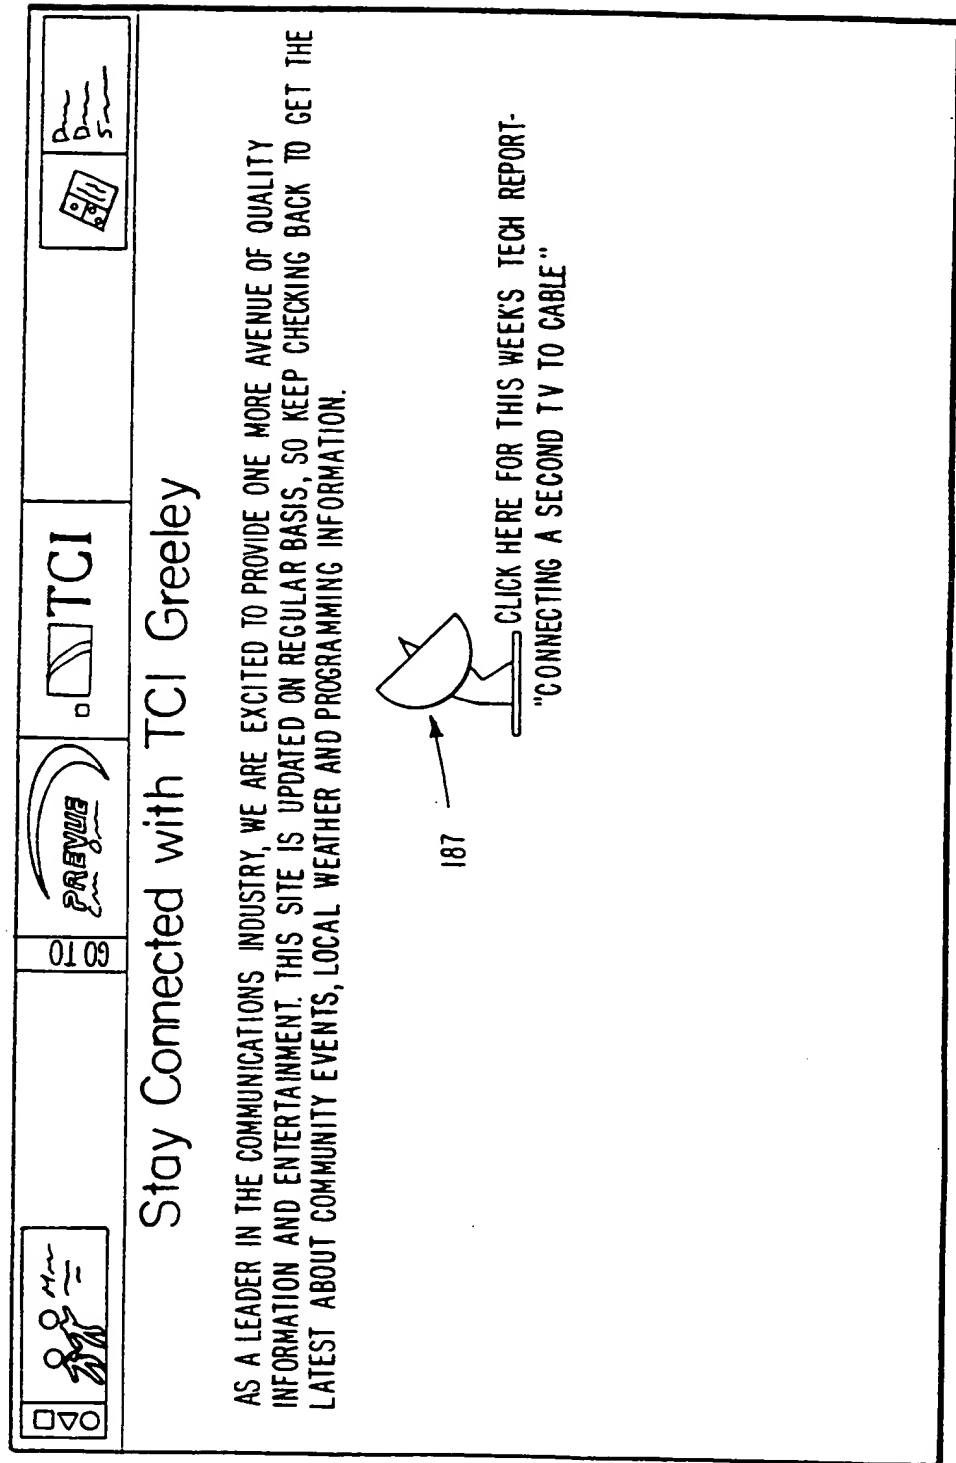 PREVUE
TCI
Stay Connected with TCI Greeley
AS A LEADER IN THE COMMUNICATIONS INDUSTRY, WE ARE EXCITED TO PROVIDE ONE MORE AVENUE OF QUALITY
INFORMATION AND ENTERTAINMENT. THIS SITE IS UPDATED ON REGULAR BASIS, SO KEEP CHECKING BACK TO GET THE
LATEST ABOUT COMMUNITY EVENTS, LOCAL WEATHER AND PROGRAMMING INFORMATION.
187
CLICK HERE FOR THIS WEEK'S TECH REPORT-
"CONNECTING A SECOND TV TO CABLE"